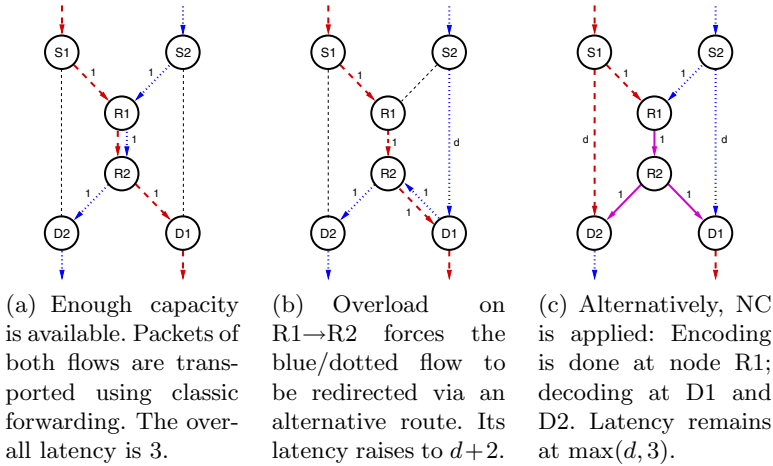 S1
S2
1
1
R1
1
R2
1
1
D2
D1
S1
S2
1
R1
1
d
R2
1
1
1
D2
D1
S1
S2
1
1
R1
d
1
d
R2
1
1
D2
D1
(a) Enough capacity
is available. Packets of
both flows are trans-
ported using classic
forwarding. The over-
all latency is 3.
(b) Overload on
R1→R2 forces the
blue/dotted flow to
be redirected via an
alternative route. Its
latency raises to d+2.
(c) Alternatively, NC
is applied: Encoding
is done at node R1;
decoding at D1 and
D2. Latency remains
at max(d, 3).